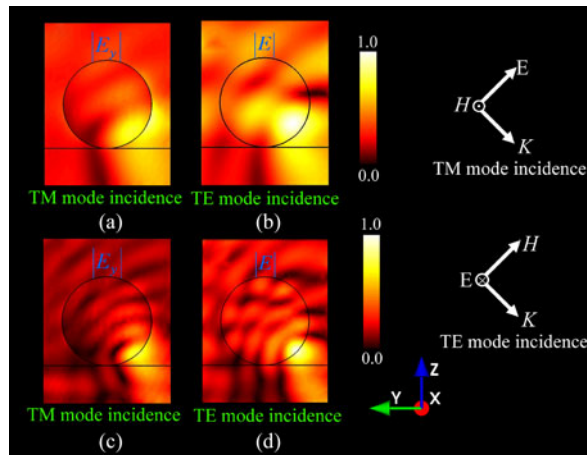 |E_y|
|E|
1.0
0.0
E
H
K
TM mode incidence
TM mode incidence
TE mode incidence
(a)
(b)
|E_y|
|E|
1.0
0.0
H
E
K
TE mode incidence
TM mode incidence
TE mode incidence
(c)
(d)
Z
Y
X